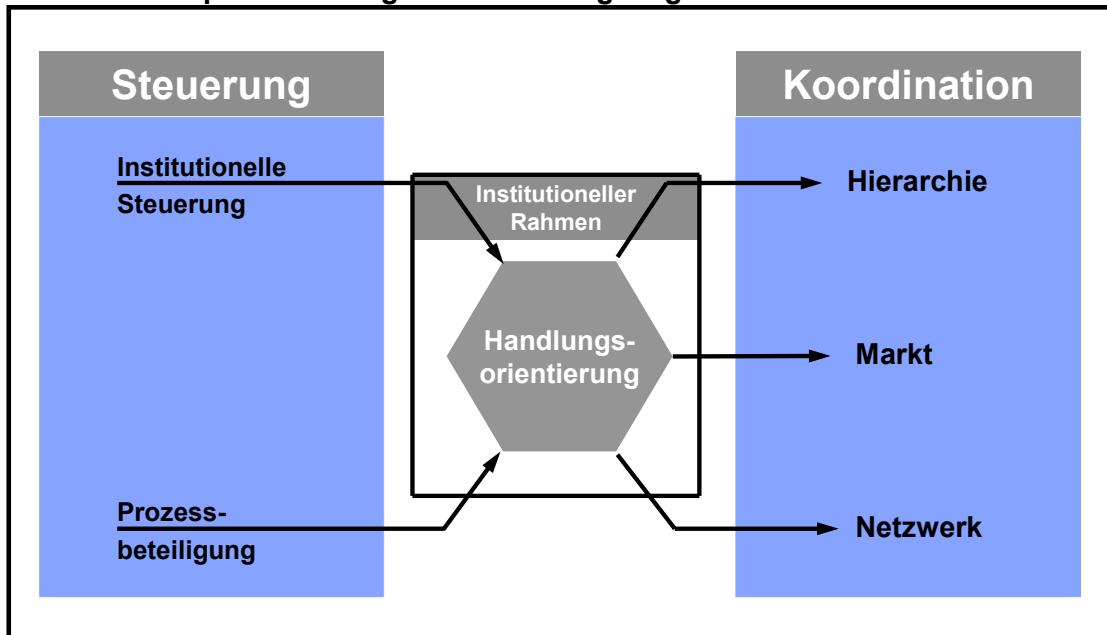 Steuerung
Koordination
Institutionelle
Steuerung
Institutioneller
Rahmen
Hierarchie
Handlungs-
orientierung
Markt
Prozess-
beteiligung
Netzwerk